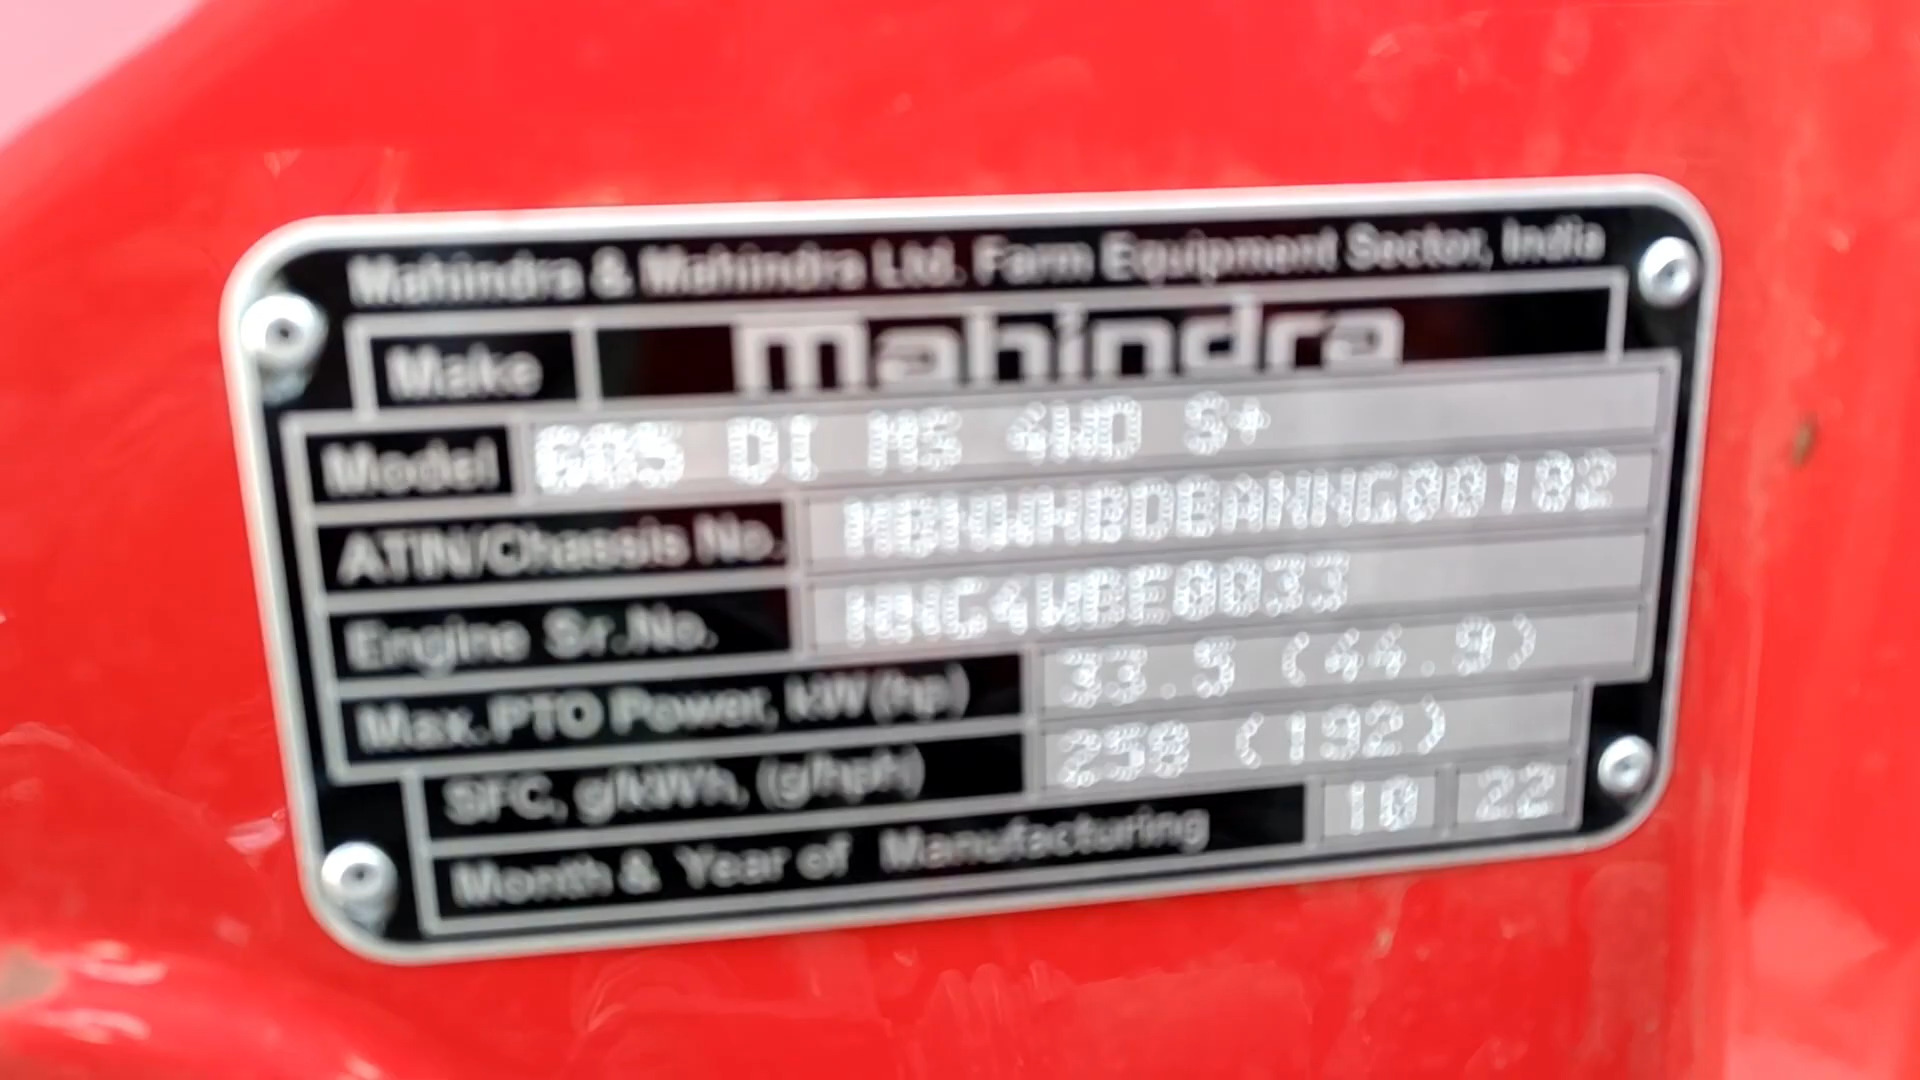 Mahindra & Mahindra Ltd. Farm Equipment Sector, India
Make mahindra
Model 605 DI MS 4WD S+
ATIN/Chassis No.
Engine Sr.No.
Max.PTO Power, kW(hp) 33.5 (44.9)
SFC, g/kWh, (g/hph) 258 (192)
Month & Year of Manufacturing 10 22